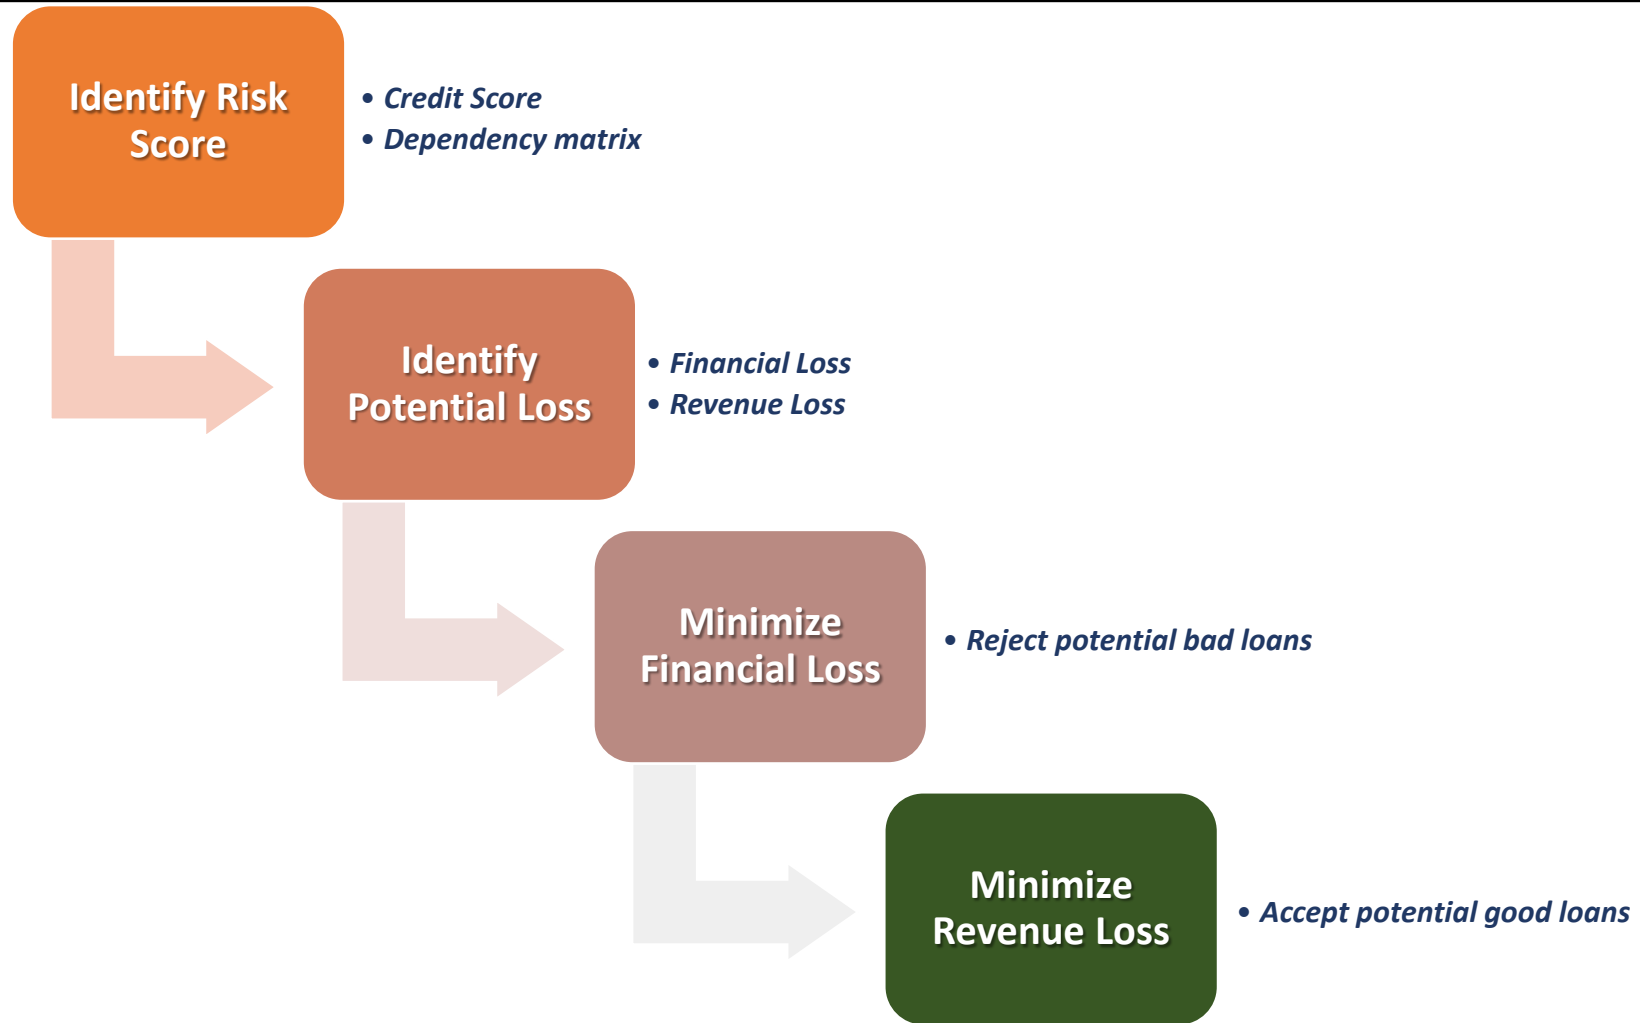 Identify Risk
Score
• Credit Score
• Dependency matrix
Identify
Potential Loss
• Financial Loss
• Revenue Loss
Minimize
Financial Loss
• Reject potential bad loans
Minimize
Revenue Loss
• Accept potential good loans